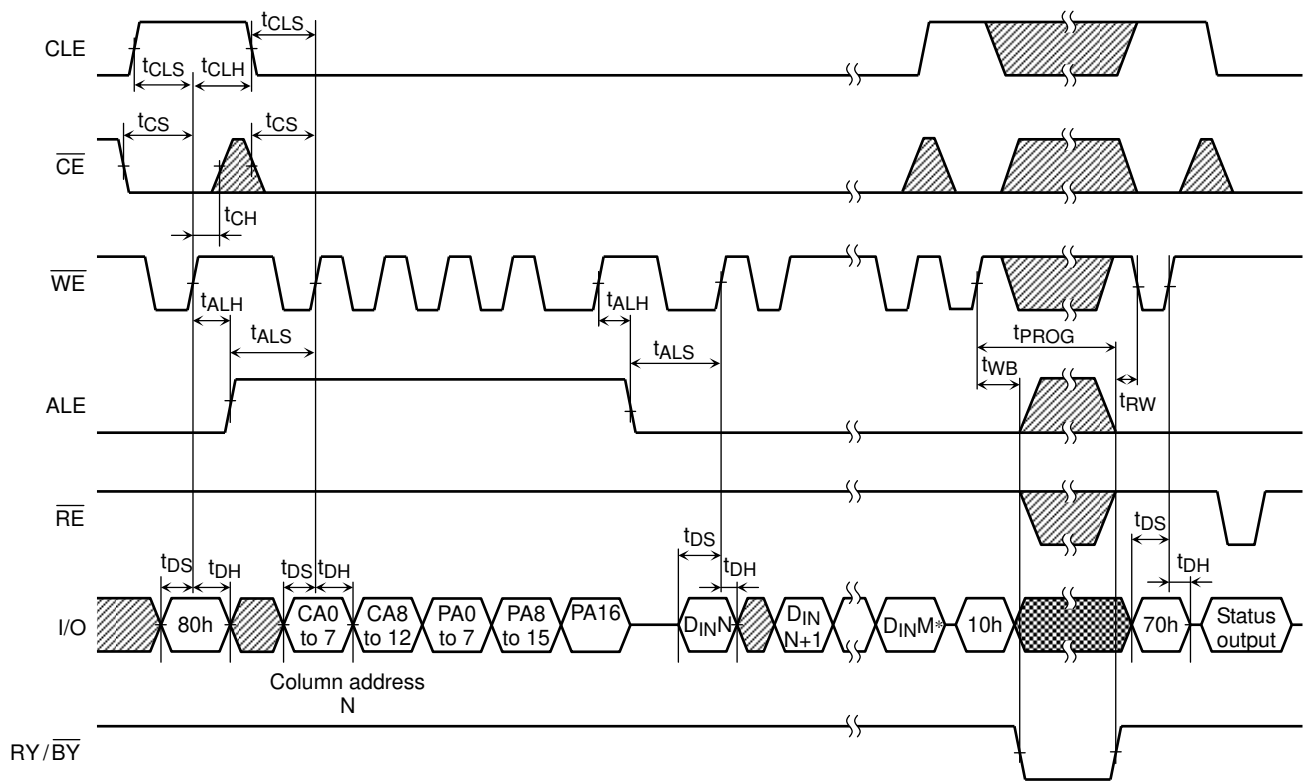 CLE
tCLS
tCLS
tCLH
CE
tCS
tCS
tCH
WE
tALH
tALS
tALH
tALS
tPROG
tWB
tRW
ALE
RE
tDS
tDH
tDS
tDH
tDS
tDH
tDS
tDH
I/O
80h
CA0 to 7
CA8 to 12
PA0 to 7
PA8 to 15
PA16
DINN
DIN N+1
DINM*
10h
70h
Status output
Column address
N
RY/BY